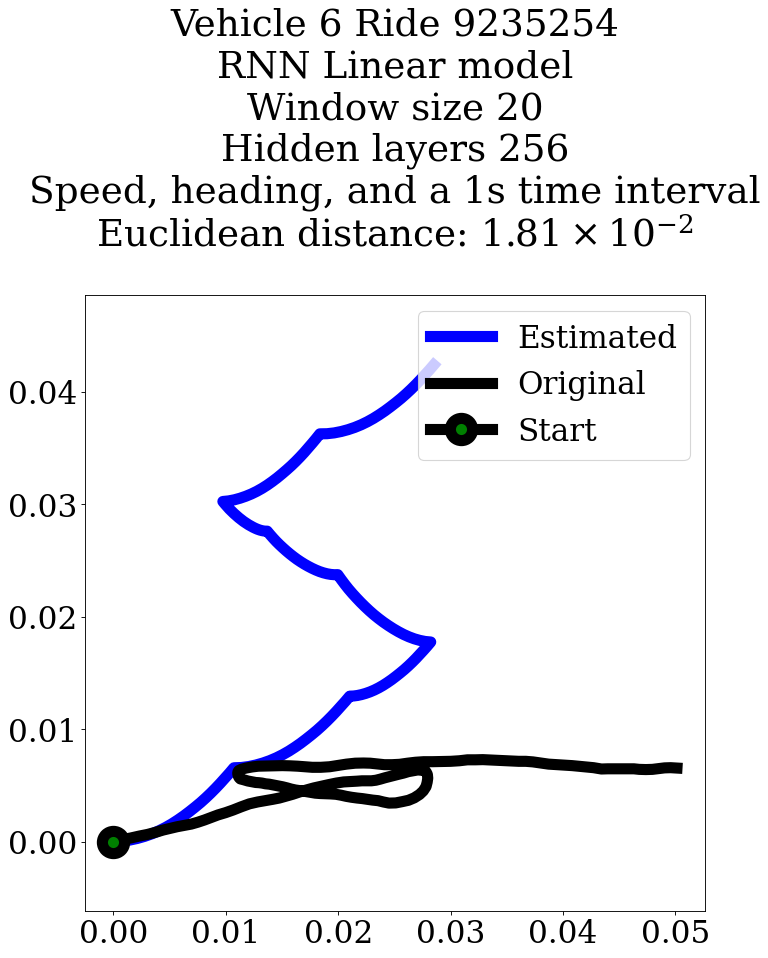 Vehicle 6 Ride 9235254
RNN Linear model
Window size 20
Hidden layers 256
Speed, heading, and a 1s time interval
Euclidean distance: 1.81 × 10⁻²
Estimated
Original
Start
0.04
0.03
0.02
0.01
0.00
0.00 0.01 0.02 0.03 0.04 0.05